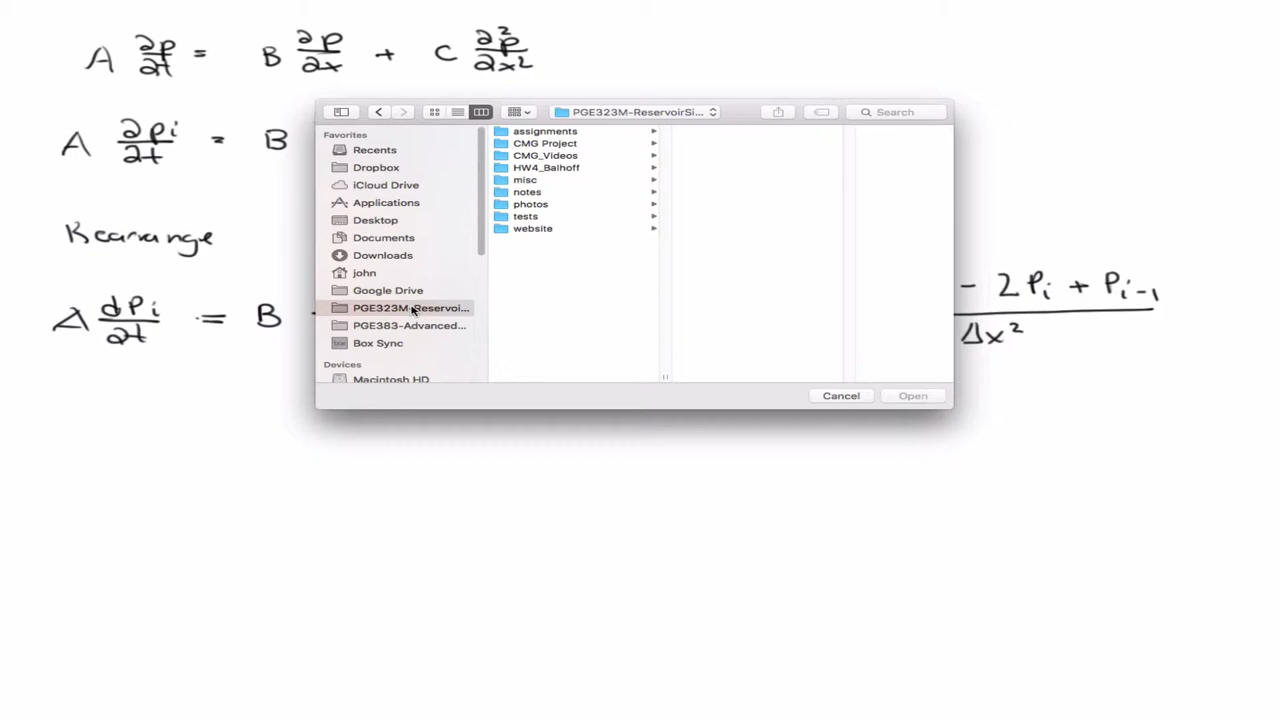 A ∂p/∂t = B ∂p/∂x + C ∂²p/∂x²
A ∂pi/∂t = B
Rearrange
A dPi/∂t = B
- 2Pi + Pi-1
Δx²
PGE323M-ReservoirSi...
Search
Favorites
Recents
Dropbox
iCloud Drive
Applications
Desktop
Documents
Downloads
john
Google Drive
PGE323M-Reservoi...
PGE383-Advanced...
Box Sync
Devices
Macintosh HD
assignments
CMG Project
CMG_Videos
HW4_Balhoff
misc
notes
photos
tests
website
Cancel
Open